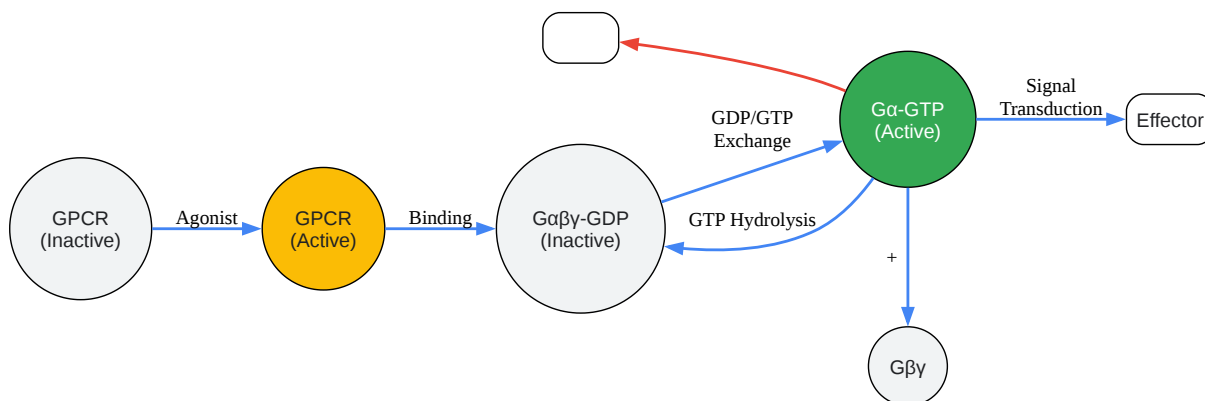 GPCR
(Inactive)
Agonist
GPCR
(Active)
Binding
Gαβγ-GDP
(Inactive)
GDP/GTP
Exchange
GTP Hydrolysis
Gα-GTP
(Active)
Signal
Transduction
Effector
+
Gβγ